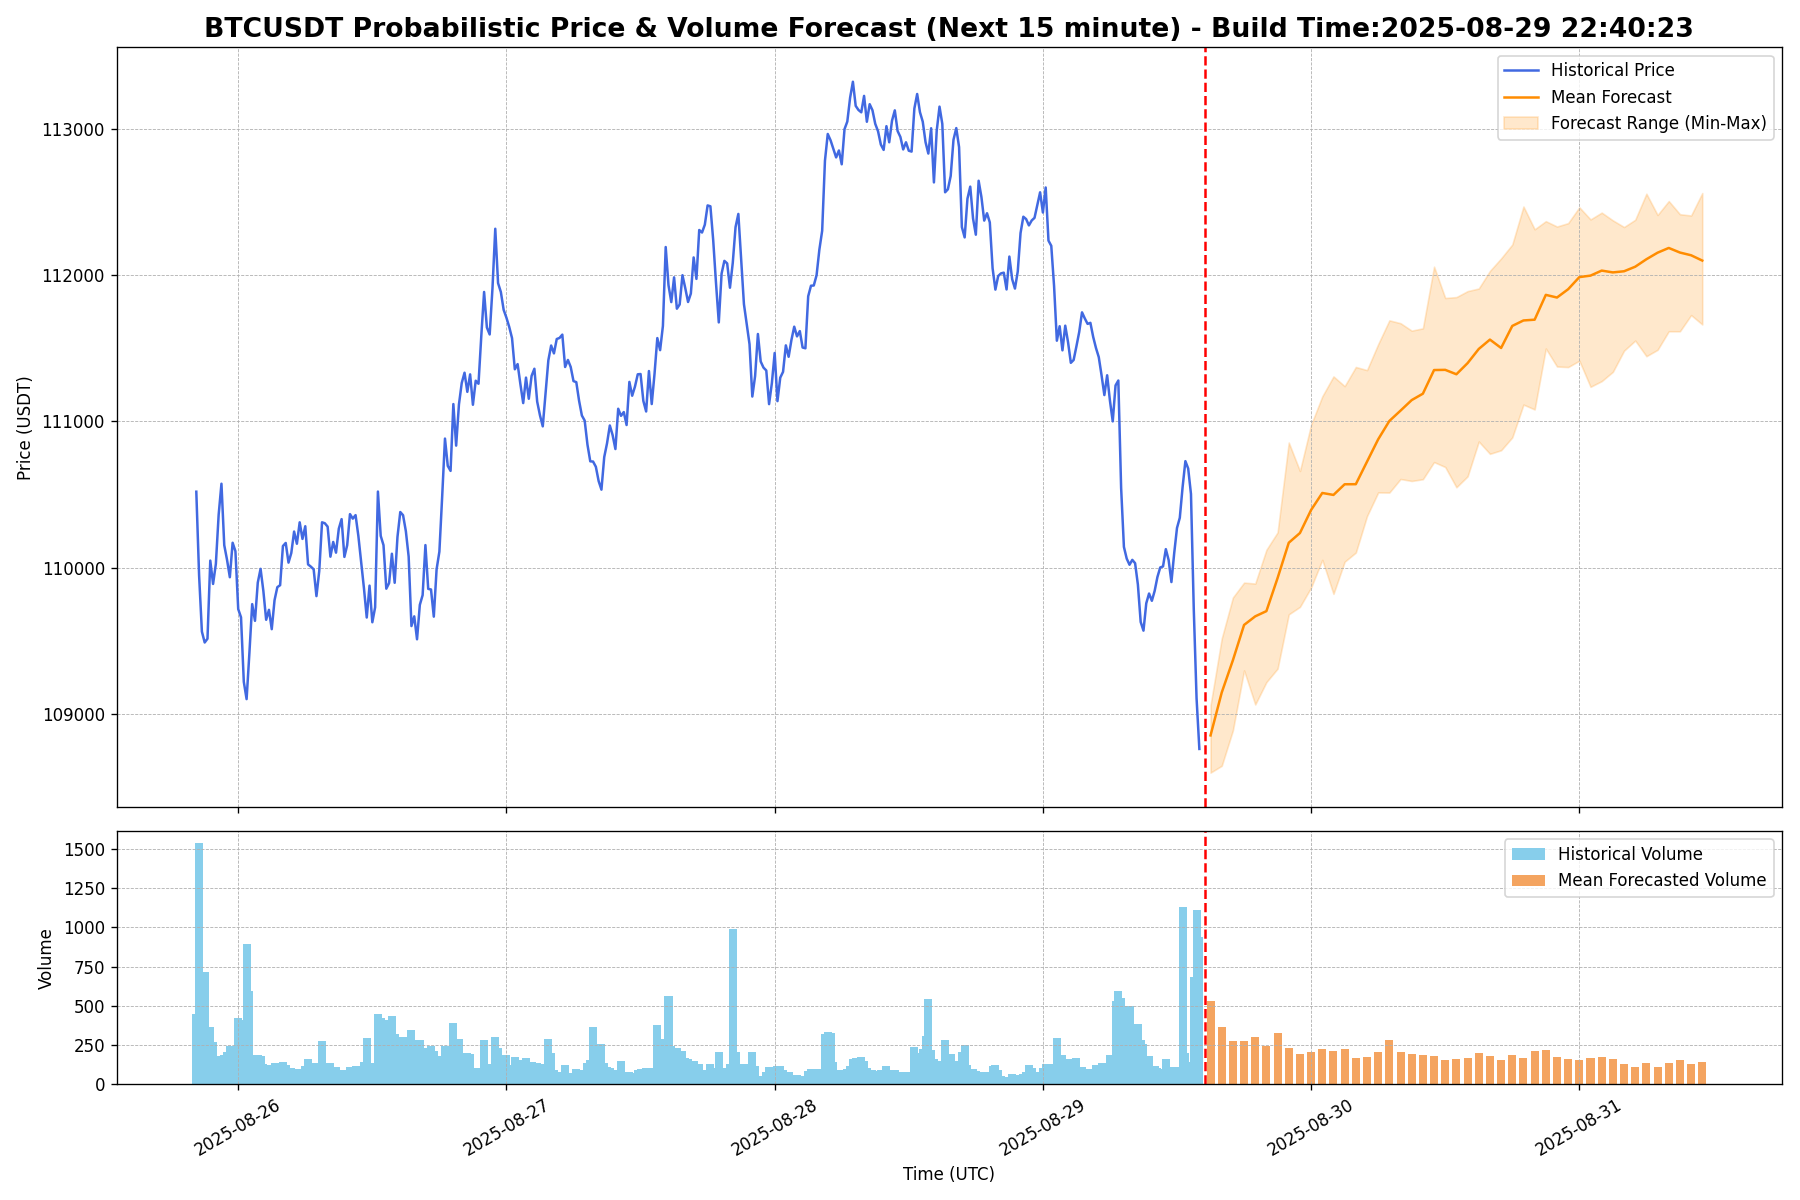 BTCUSDT Probabilistic Price & Volume Forecast (Next 15 minute) - Build Time:2025-08-29 22:40:23
Historical Price
Mean Forecast
Forecast Range (Min-Max)
Price (USDT)
113000
112000
111000
110000
109000
Historical Volume
Mean Forecasted Volume
Volume
1500
1250
1000
750
500
250
0
2025-08-26
2025-08-27
2025-08-28
2025-08-29
2025-08-30
2025-08-31
Time (UTC)